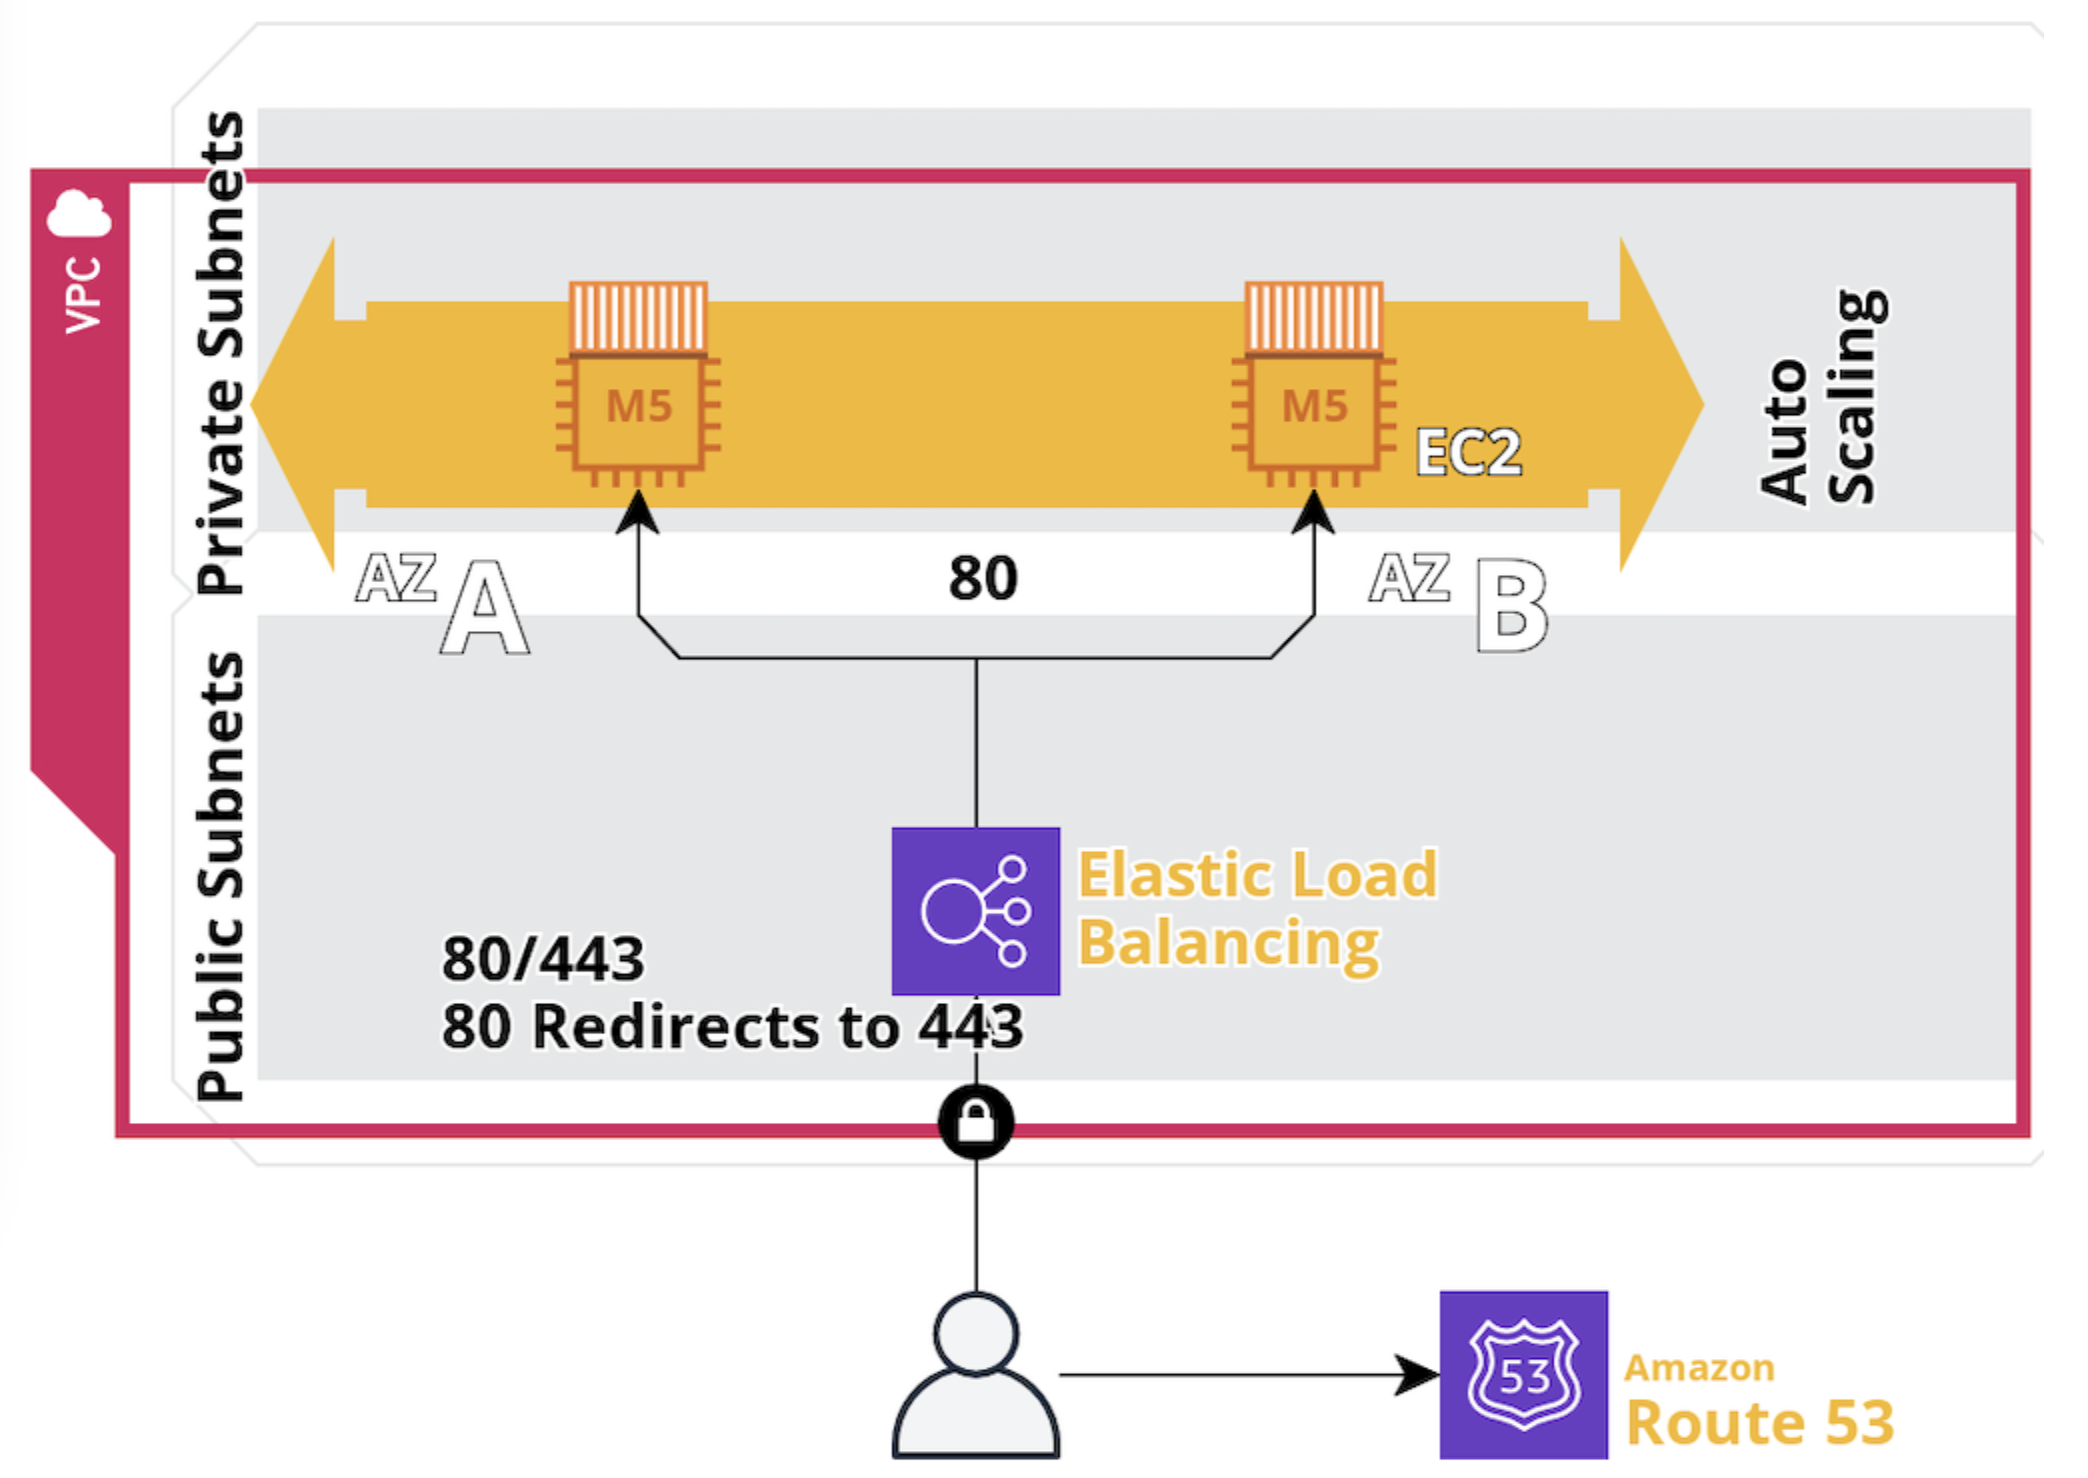 Private Subnets
VPC
M5
M5
EC2
Auto
Scaling
AZ A
80
AZ B
Public Subnets
Elastic Load
Balancing
80/443
80 Redirects to 443
53
Amazon
Route 53